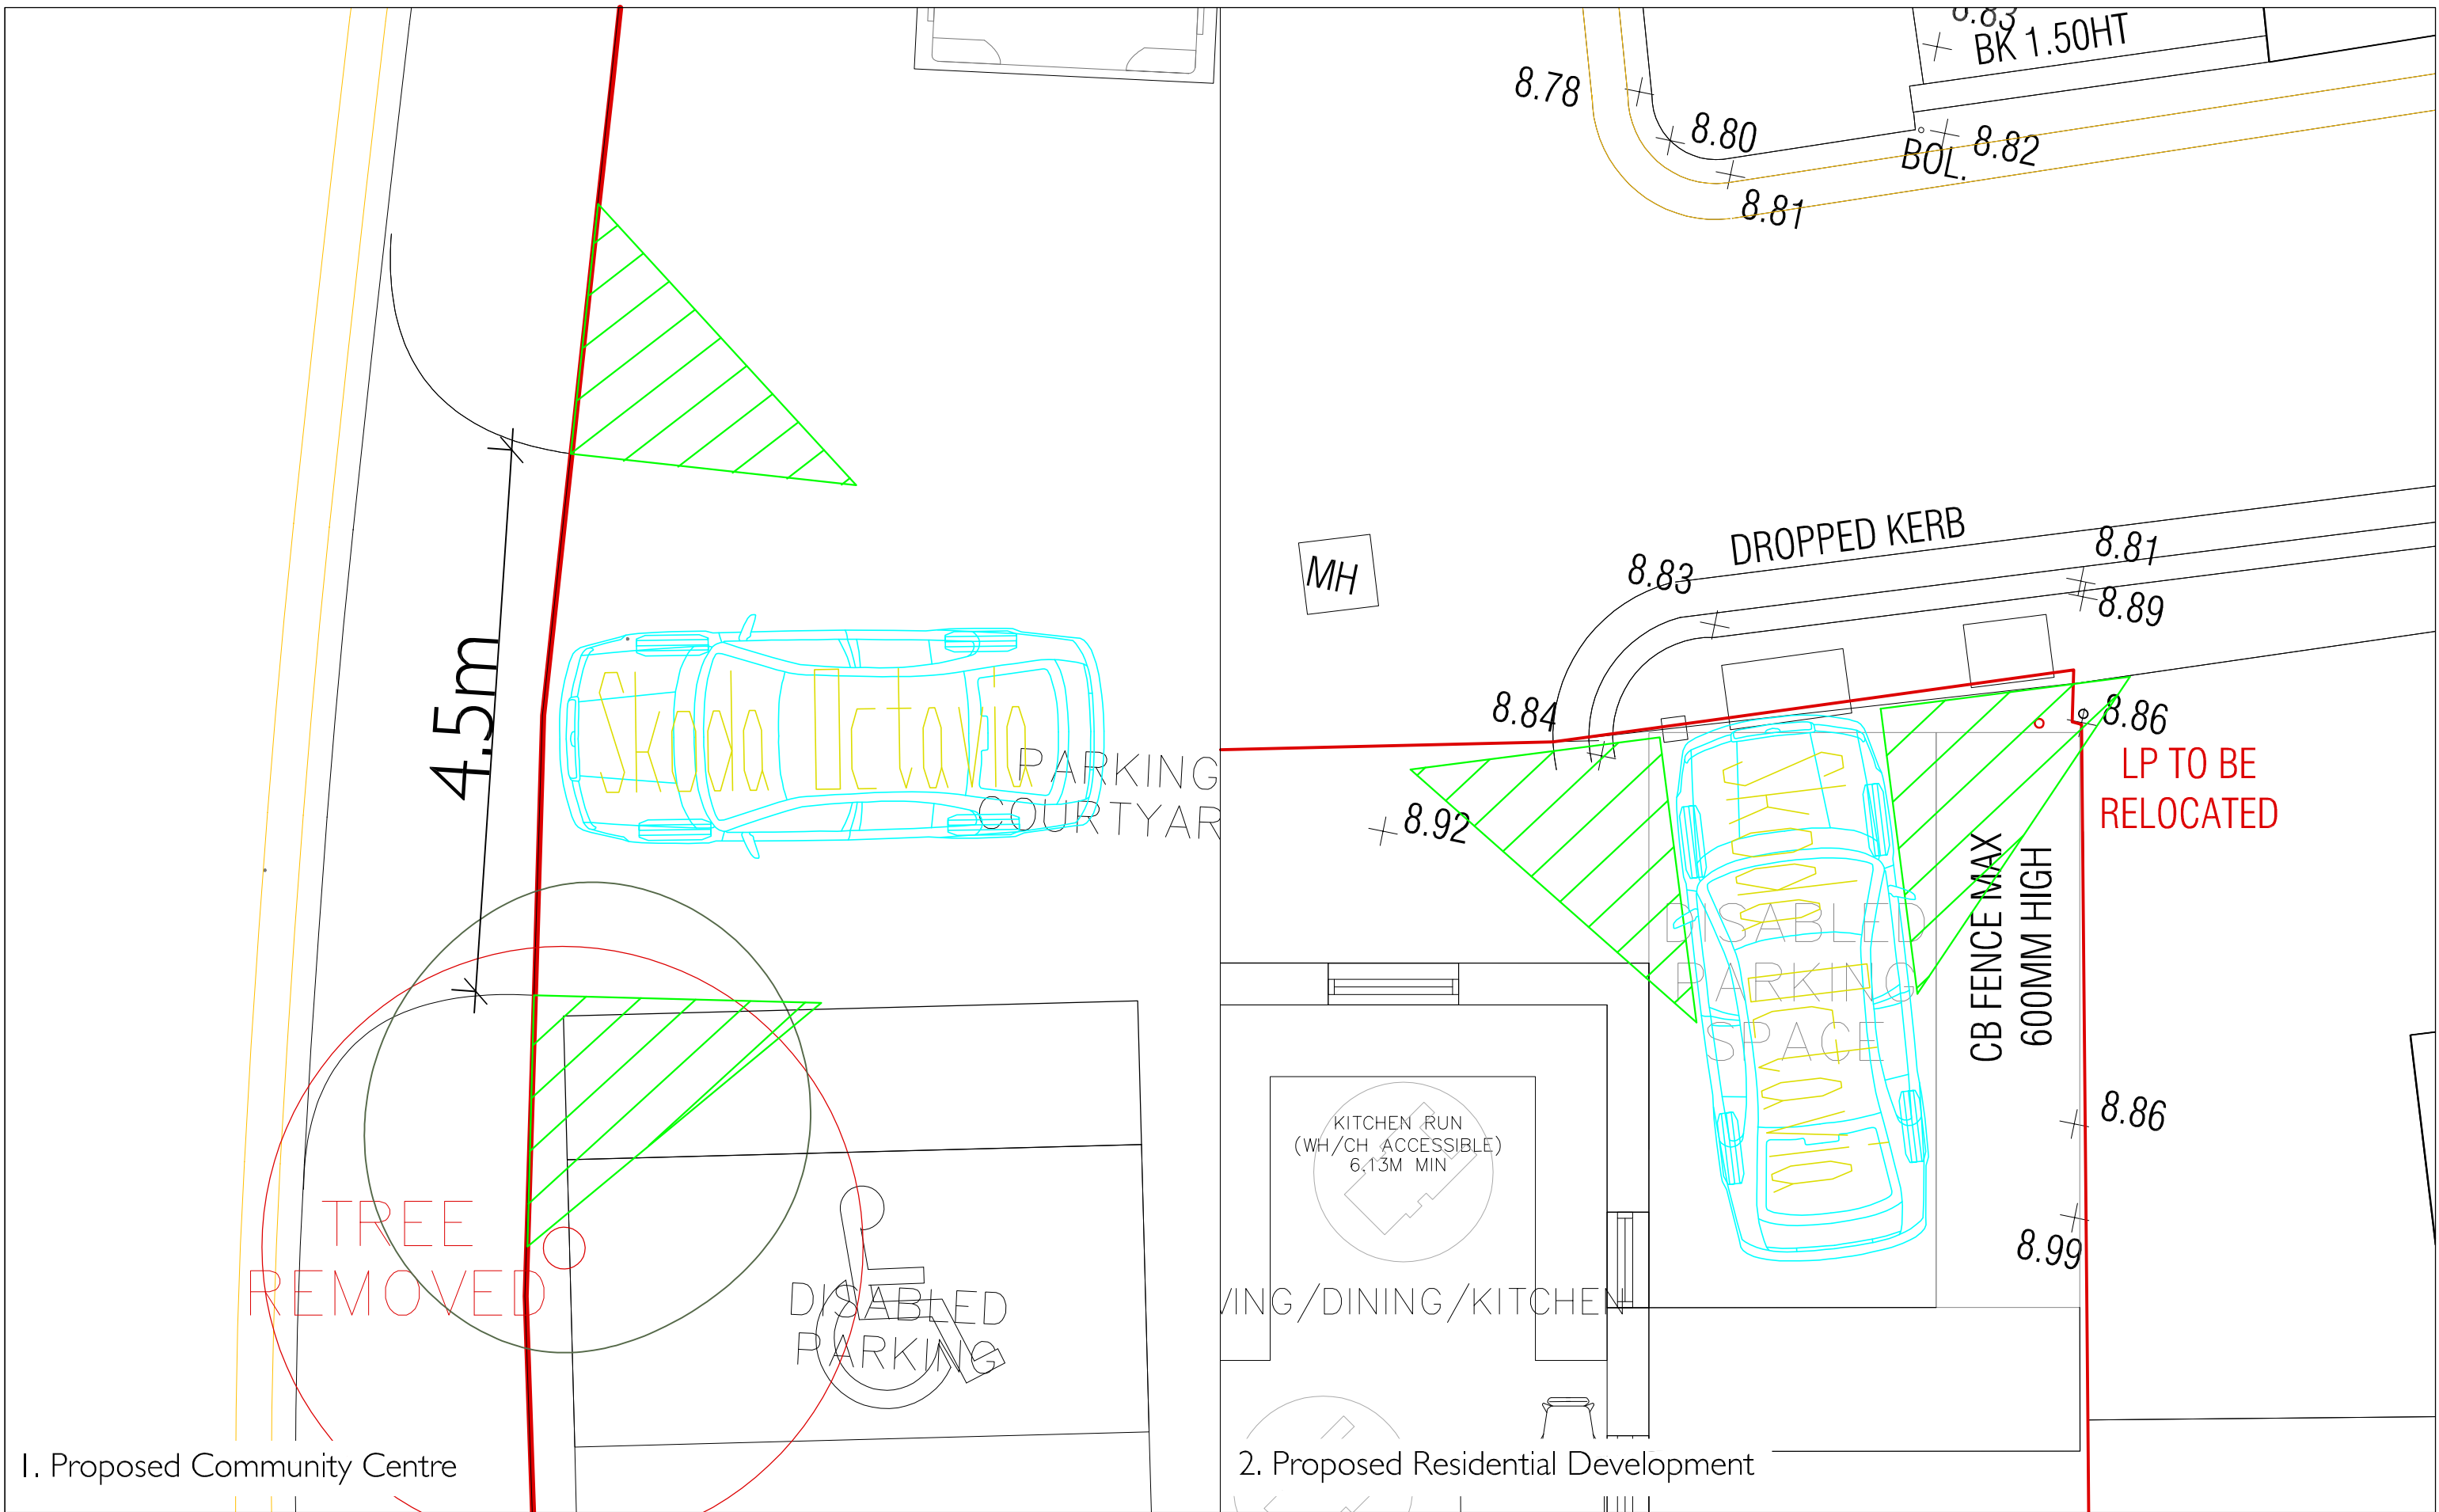 4.5m
PARKING
COURTYAR
TREE
REMOVED
DISABLED
PARKING
1. Proposed Community Centre
8.83
BK 1.50HT
8.78
8.80
BOL.
8.82
8.81
DROPPED KERB
MH
8.83
8.81
8.89
8.84
8.86
LP TO BE
RELOCATED
8.92
CB FENCE MAX
600MM HIGH
DISABLED
PARKING
SPACE
KITCHEN RUN
(WH/CH ACCESSIBLE)
6.13M MIN
8.86
8.99
VING/DINING/KITCHEN
2. Proposed Residential Development